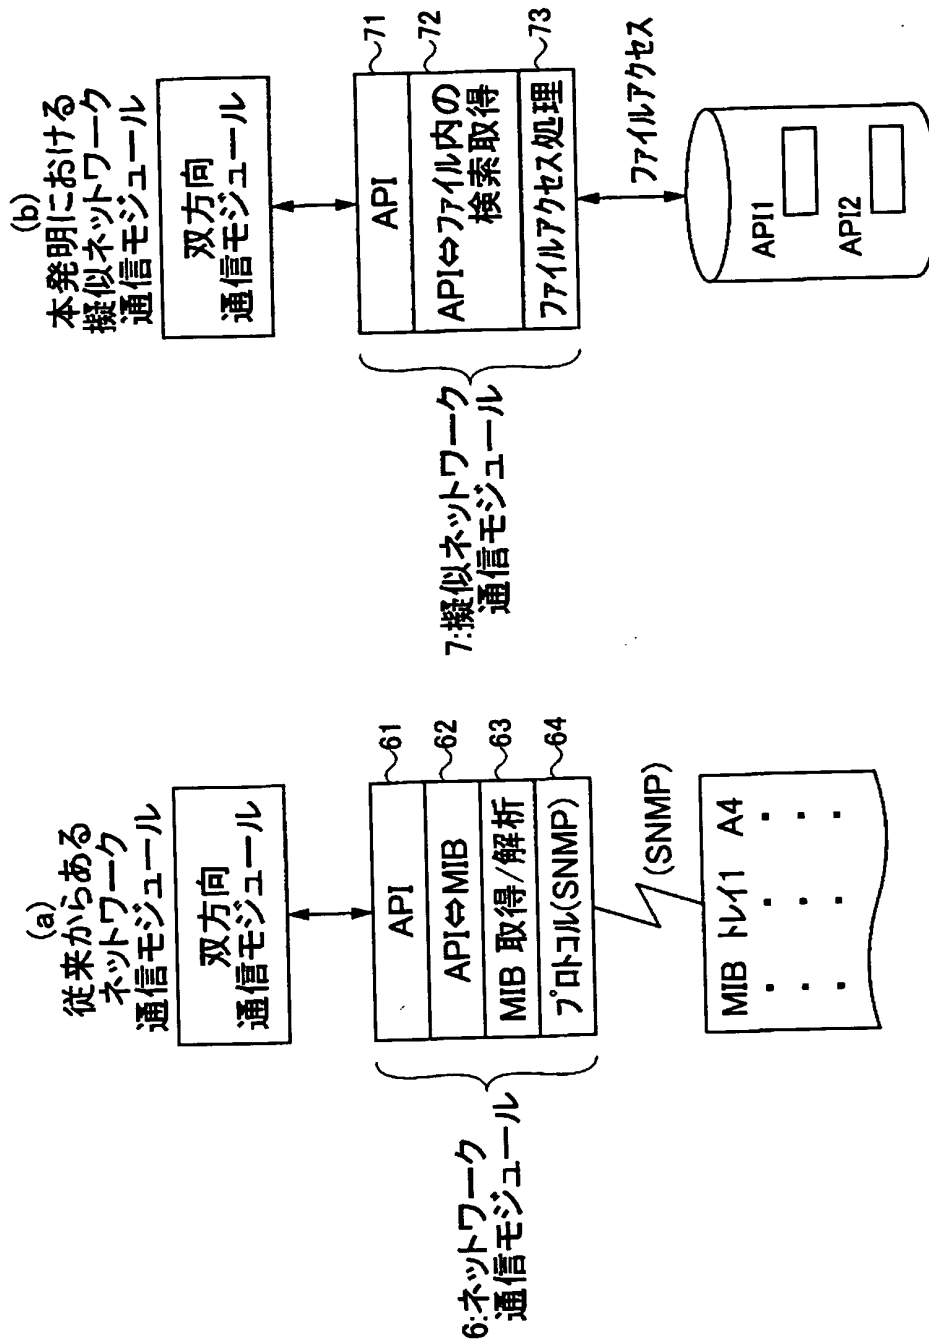 (a)
従来からある
ネットワーク
通信モジュール
双方向
通信モジュール
API
61
API⇔MIB
62
MIB 取得/解析
63
プロトコル(SNMP)
64
6:ネットワーク
通信モジュール
(SNMP)
MIB トレイ1 A4
・ ・ ・
・ ・ ・
・ ・ ・
(b)
本発明における
擬似ネットワーク
通信モジュール
双方向
通信モジュール
API
71
API⇔ファイル内の
検索取得
72
ファイルアクセス処理
73
7:擬似ネットワーク
通信モジュール
ファイルアクセス
API1
API2